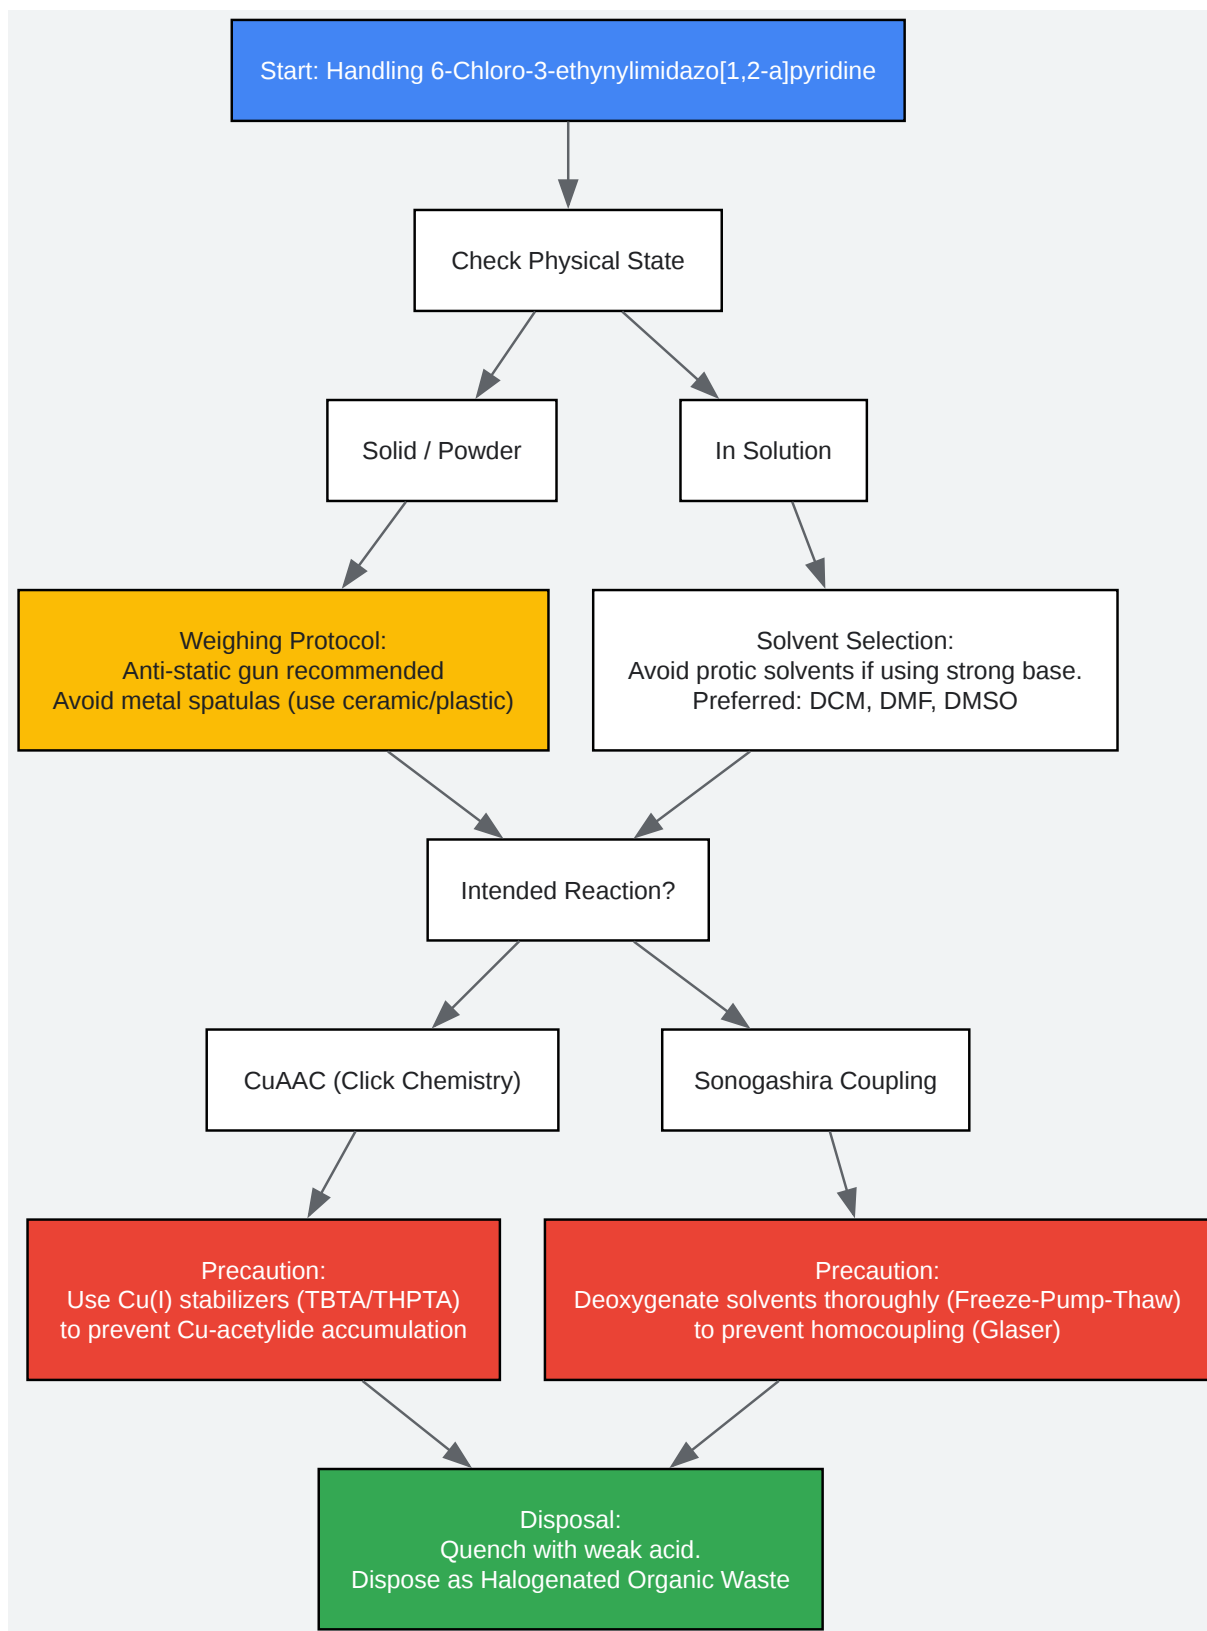 Start: Handling 6-Chloro-3-ethynylimidazo[1,2-a]pyridine
Check Physical State
Solid / Powder
In Solution
Weighing Protocol:
Anti-static gun recommended
Avoid metal spatulas (use ceramic/plastic)
Solvent Selection:
Avoid protic solvents if using strong base.
Preferred: DCM, DMF, DMSO
Intended Reaction?
CuAAC (Click Chemistry)
Sonogashira Coupling
Precaution:
Use Cu(I) stabilizers (TBTA/THPTA)
to prevent Cu-acetylide accumulation
Precaution:
Deoxygenate solvents thoroughly (Freeze-Pump-Thaw)
to prevent homocoupling (Glaser)
Disposal:
Quench with weak acid.
Dispose as Halogenated Organic Waste